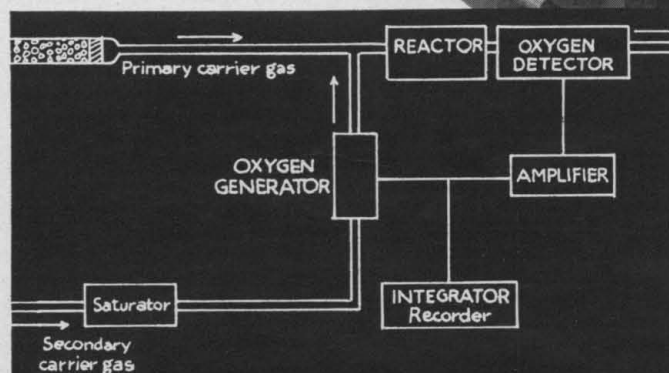 Primary carrier gas
REACTOR
OXYGEN
DETECTOR
OXYGEN
GENERATOR
AMPLIFIER
Saturator
INTEGRATOR
Recorder
Secondary
carrier gas